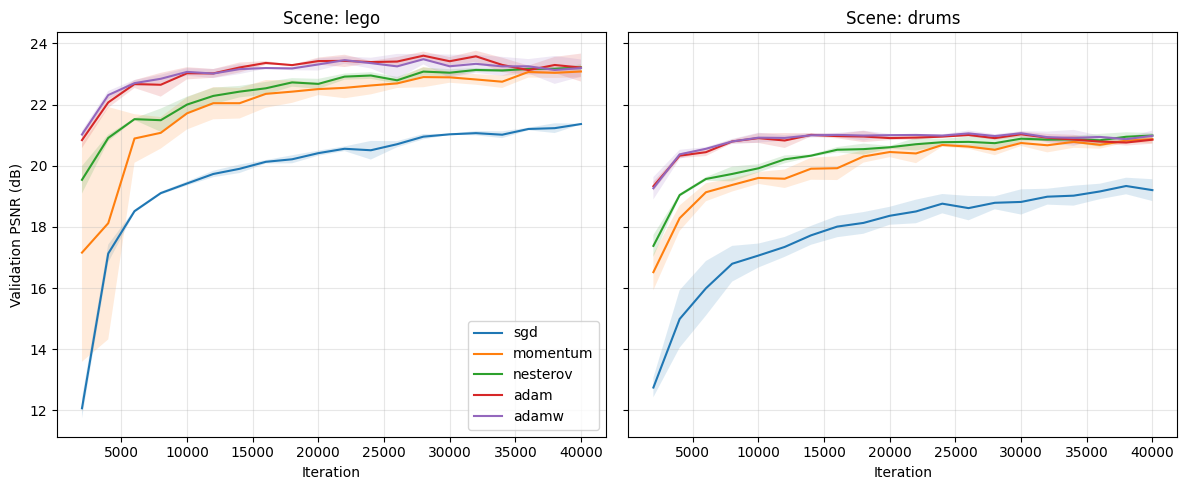 Scene: lego
Validation PSNR (dB)
24
22
20
18
16
14
12
5000 10000 15000 20000 25000 30000 35000 40000
Iteration
sgd
momentum
nesterov
adam
adamw
Scene: drums
5000 10000 15000 20000 25000 30000 35000 40000
Iteration